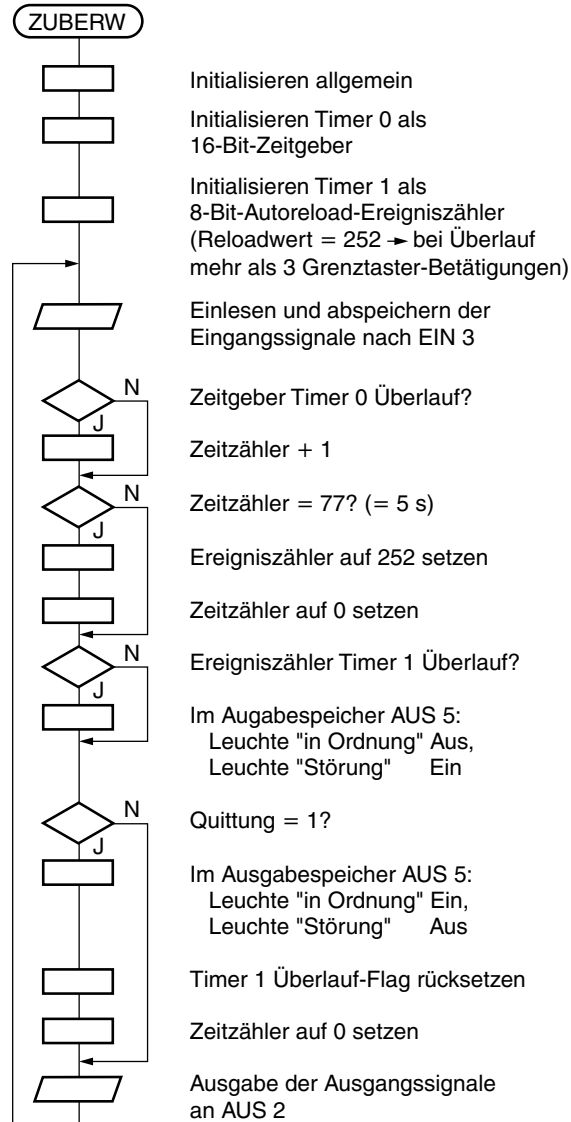 ZUBERW
Initialisieren allgemein
Initialisieren Timer 0 als
16-Bit-Zeitgeber
Initialisieren Timer 1 als
8-Bit-Autoreload-Ereigniszähler
(Reloadwert = 252 → bei Überlauf
mehr als 3 Grenztaster-Betätigungen)
Einlesen und abspeichern der
Eingangssignale nach EIN 3
N
Zeitgeber Timer 0 Überlauf?
J
Zeitzähler + 1
N
Zeitzähler = 77? (= 5 s)
J
Ereigniszähler auf 252 setzen
Zeitzähler auf 0 setzen
N
Ereigniszähler Timer 1 Überlauf?
J
Im Augabespeicher AUS 5:
Leuchte "in Ordnung" Aus,
Leuchte "Störung" Ein
N
Quittung = 1?
J
Im Ausgabespeicher AUS 5:
Leuchte "in Ordnung" Ein,
Leuchte "Störung" Aus
Timer 1 Überlauf-Flag rücksetzen
Zeitzähler auf 0 setzen
Ausgabe der Ausgangssignale
an AUS 2